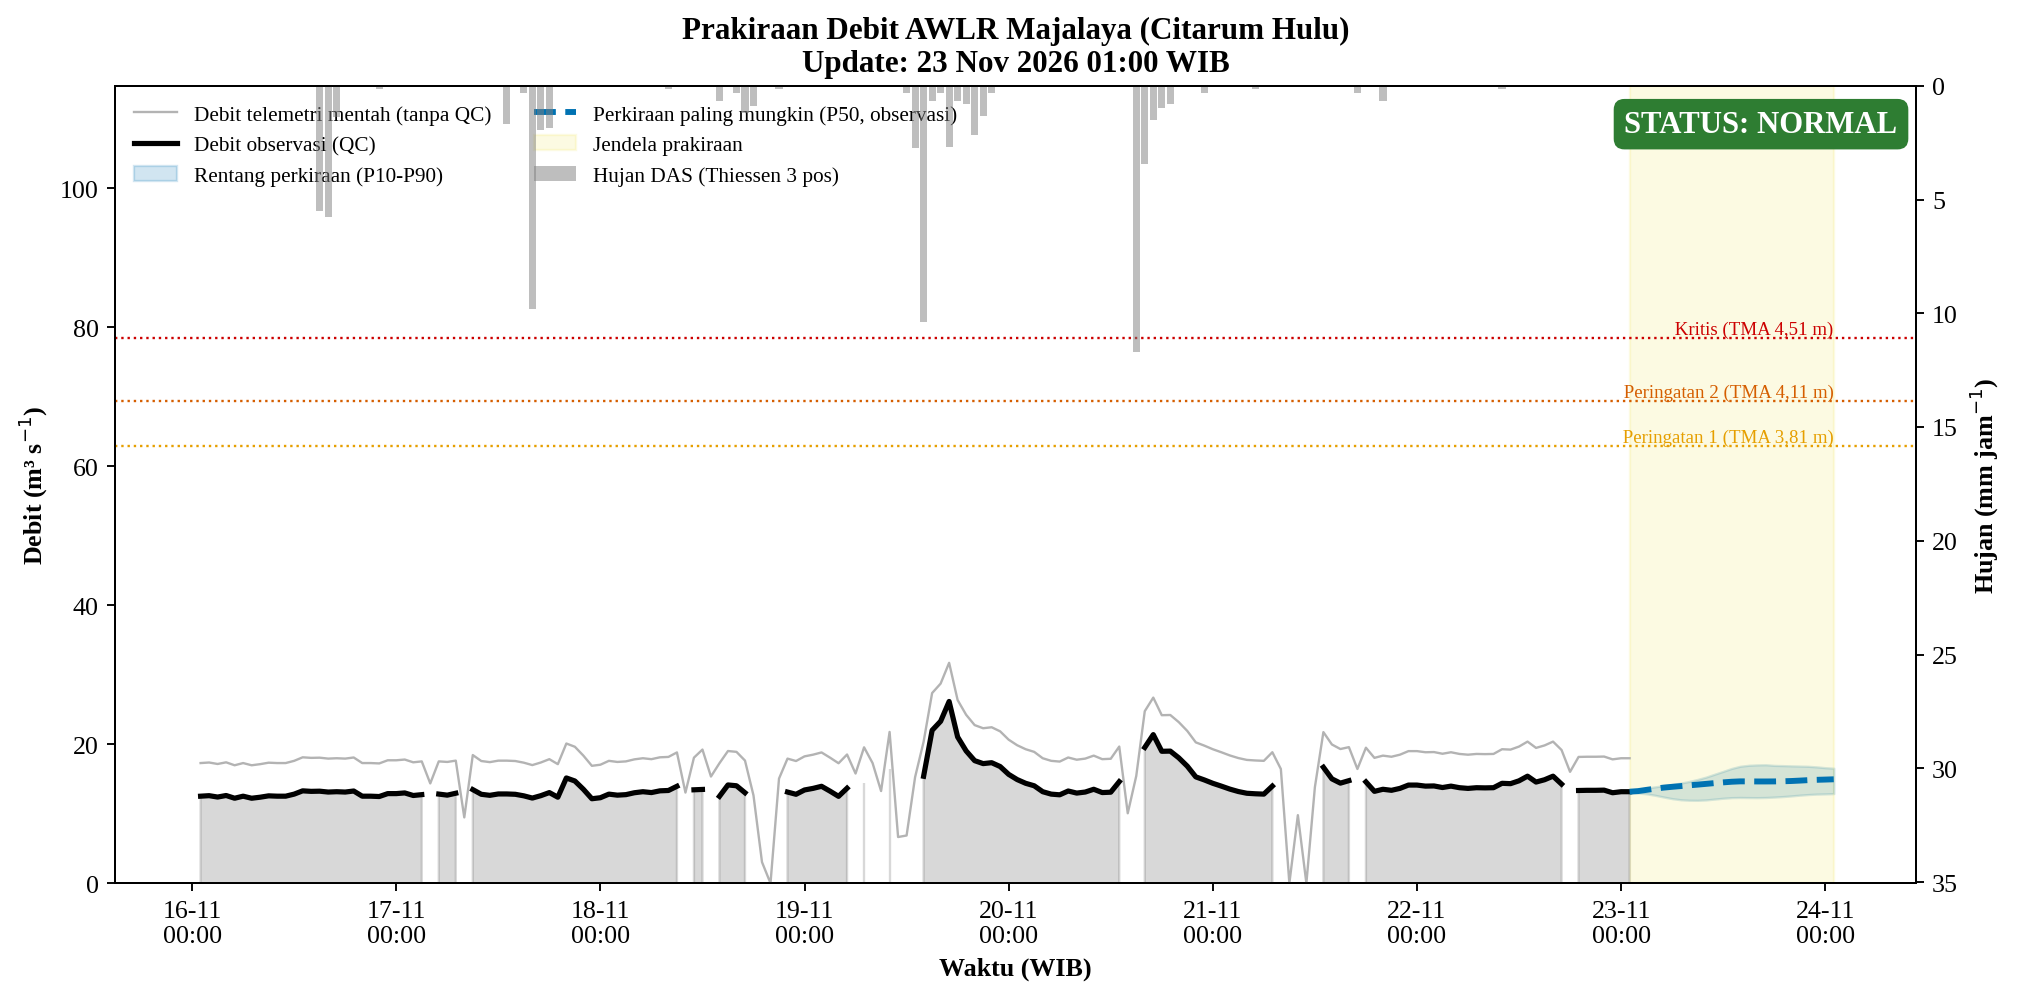 Prakiraan Debit AWLR Majalaya (Citarum Hulu)
Update: 23 Nov 2026 01:00 WIB
Debit telemetri mentah (tanpa QC)
Debit observasi (QC)
Rentang perkiraan (P10-P90)
Perkiraan paling mungkin (P50, observasi)
Jendela prakiraan
Hujan DAS (Thiessen 3 pos)
STATUS: NORMAL
Kritis (TMA 4,51 m)
Peringatan 2 (TMA 4,11 m)
Peringatan 1 (TMA 3,81 m)
Debit (m³ s⁻¹)
100
80
60
40
20
0
Hujan (mm jam⁻¹)
0
5
10
15
20
25
30
35
16-11
00:00
17-11
00:00
18-11
00:00
19-11
00:00
20-11
00:00
21-11
00:00
22-11
00:00
23-11
00:00
24-11
00:00
Waktu (WIB)